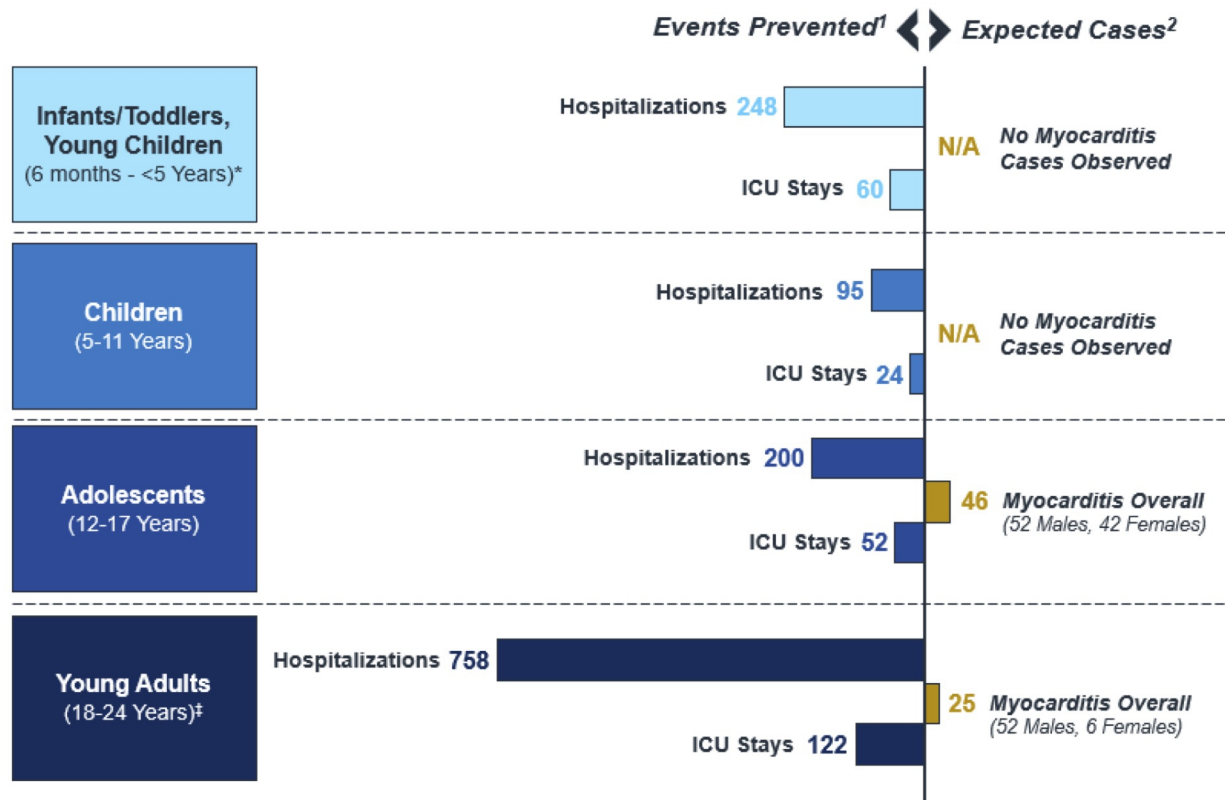 Events Prevented¹
Expected Cases²
Infants/Toddlers,
Young Children
(6 months - <5 Years)*
Hospitalizations 248
ICU Stays 60
N/A
No Myocarditis
Cases Observed
Children
(5-11 Years)
Hospitalizations 95
ICU Stays 24
N/A
No Myocarditis
Cases Observed
Adolescents
(12-17 Years)
Hospitalizations 200
ICU Stays 52
46 Myocarditis Overall
(52 Males, 42 Females)
Young Adults
(18-24 Years)‡
Hospitalizations 758
ICU Stays 122
25 Myocarditis Overall
(52 Males, 6 Females)